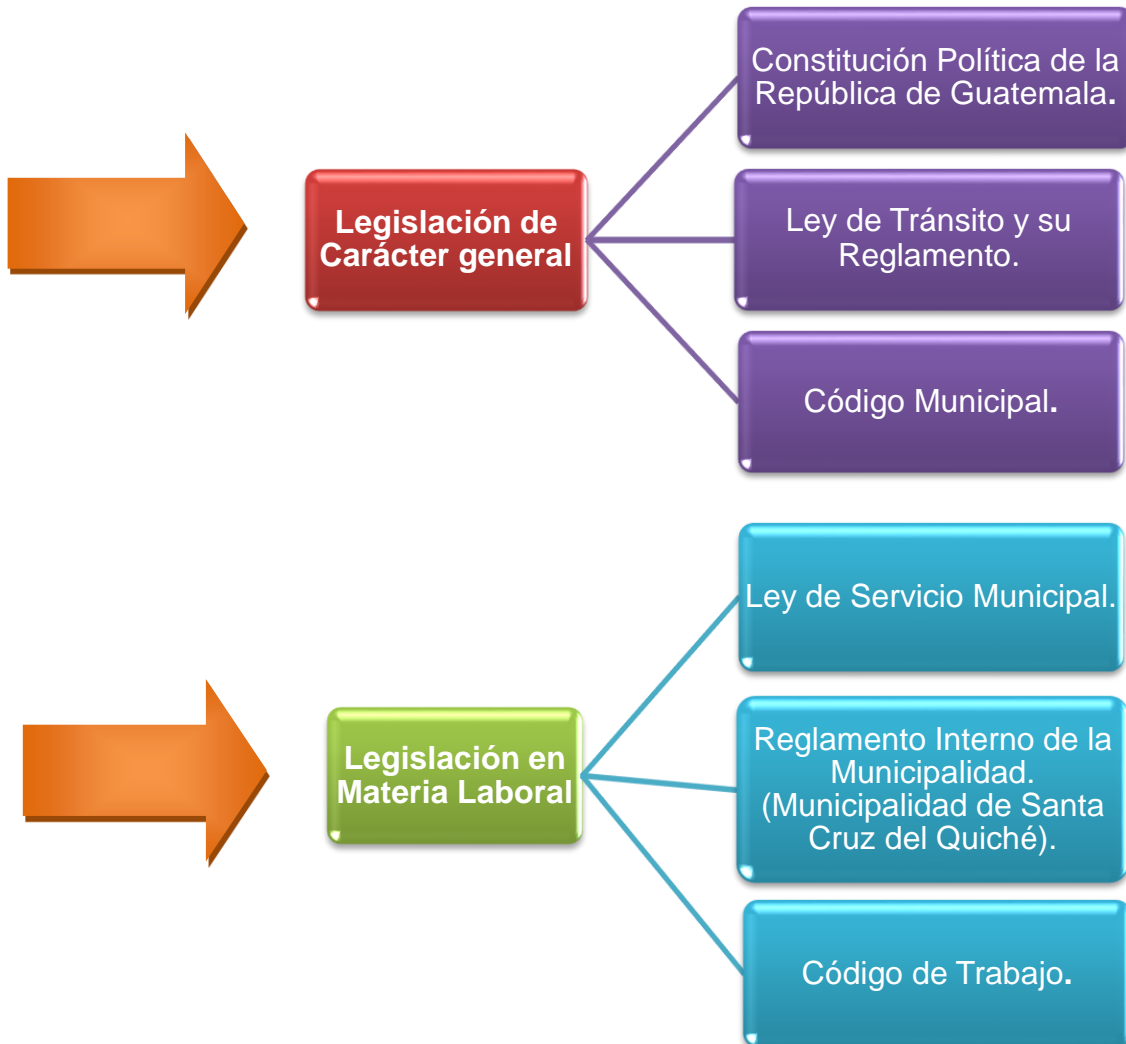 Legislación de
Carácter general
Constitución Política de la
República de Guatemala.
Ley de Tránsito y su
Reglamento.
Código Municipal.
Legislación en
Materia Laboral
Ley de Servicio Municipal.
Reglamento Interno de la
Municipalidad.
(Municipalidad de Santa
Cruz del Quiché).
Código de Trabajo.